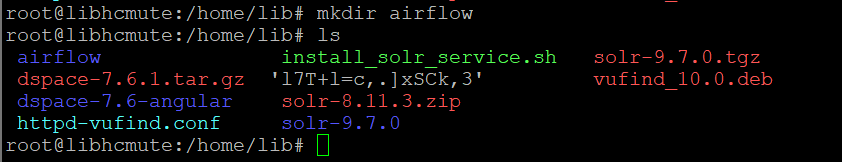 root@libhcmute:/home/lib# mkdir airflow
root@libhcmute:/home/lib# ls
airflow install_solr_service.sh solr-9.7.0.tgz
dspace-7.6.1.tar.gz 'l7T+l=c,.]xSCk,3' vufind_10.0.deb
dspace-7.6-angular solr-8.11.3.zip
httpd-vufind.conf solr-9.7.0
root@libhcmute:/home/lib#